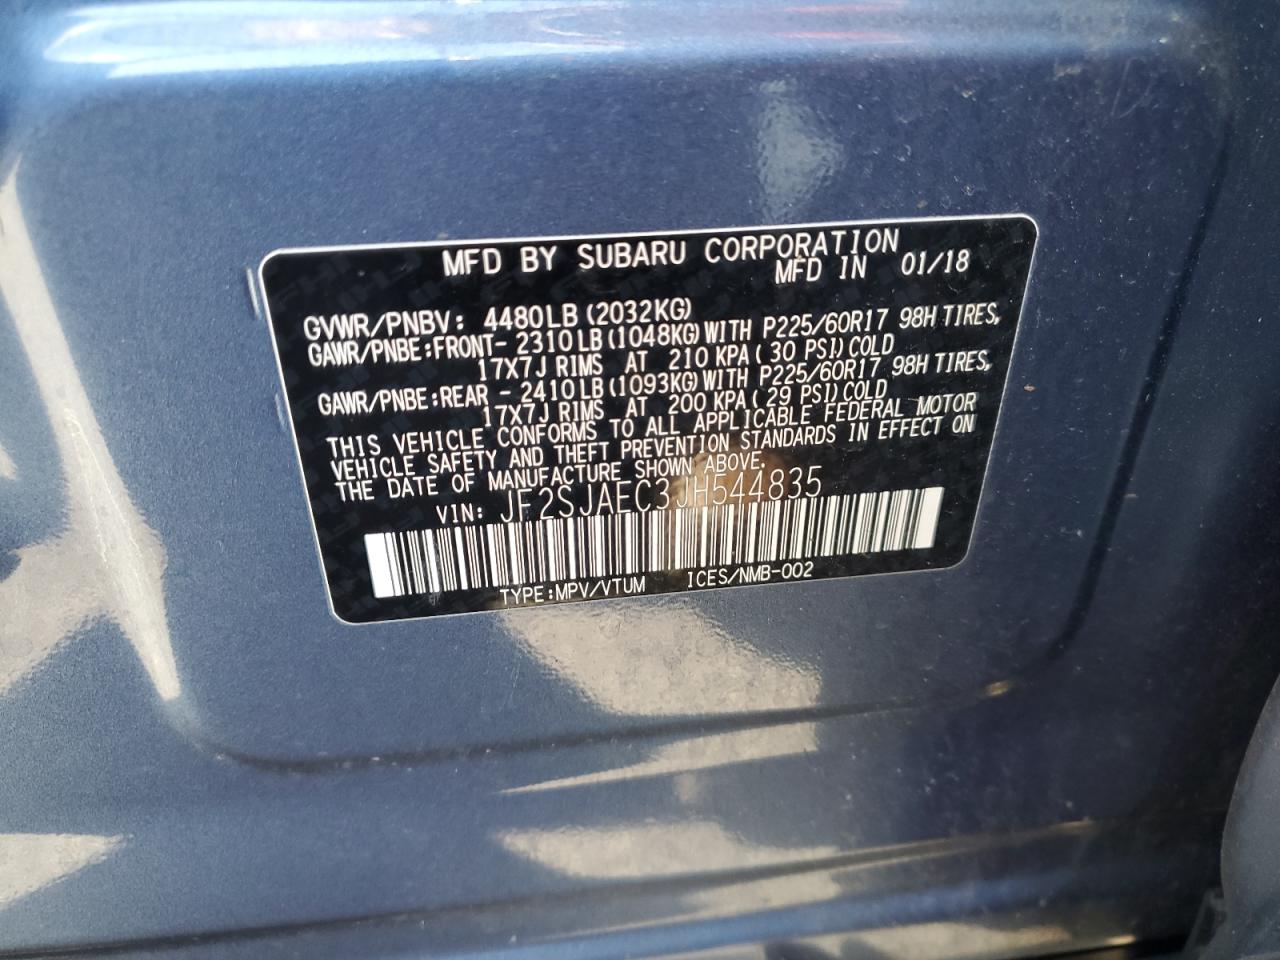 MFD BY SUBARU CORPORATION
MFD IN 01/18
GVWR/PNBV: 4480LB (2032KG)
GAWR/PNBE:FRONT- 2310LB (1048KG) WITH P225/60R17 98H TIRES,
17X7J RIMS AT 210 KPA ( 30 PSI) COLD
GAWR/PNBE:REAR - 2410LB (1093KG) WITH P225/60R17 98H TIRES,
17X7J RIMS AT 200 KPA ( 29 PSI) COLD
THIS VEHICLE CONFORMS TO ALL APPLICABLE FEDERAL MOTOR
VEHICLE SAFETY AND THEFT PREVENTION STANDARDS IN EFFECT ON
THE DATE OF MANUFACTURE SHOWN ABOVE.
VIN: JF2SJAEC3JH544835
TYPE:MPV/VTUM ICES/NMB-002